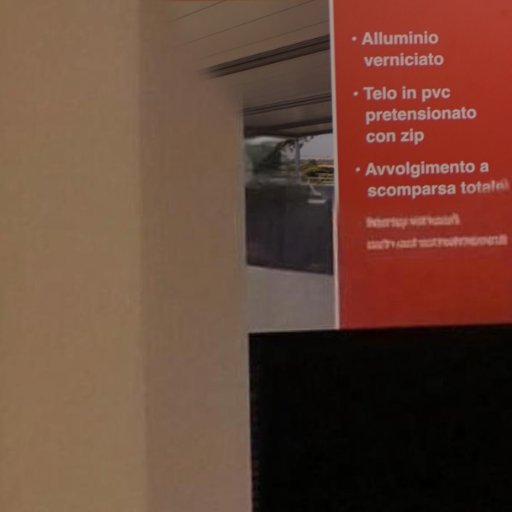 • Alluminio
verniciato
• Telo in pvc
pretensionato
con zip
• Avvolgimento a
scomparsa totale